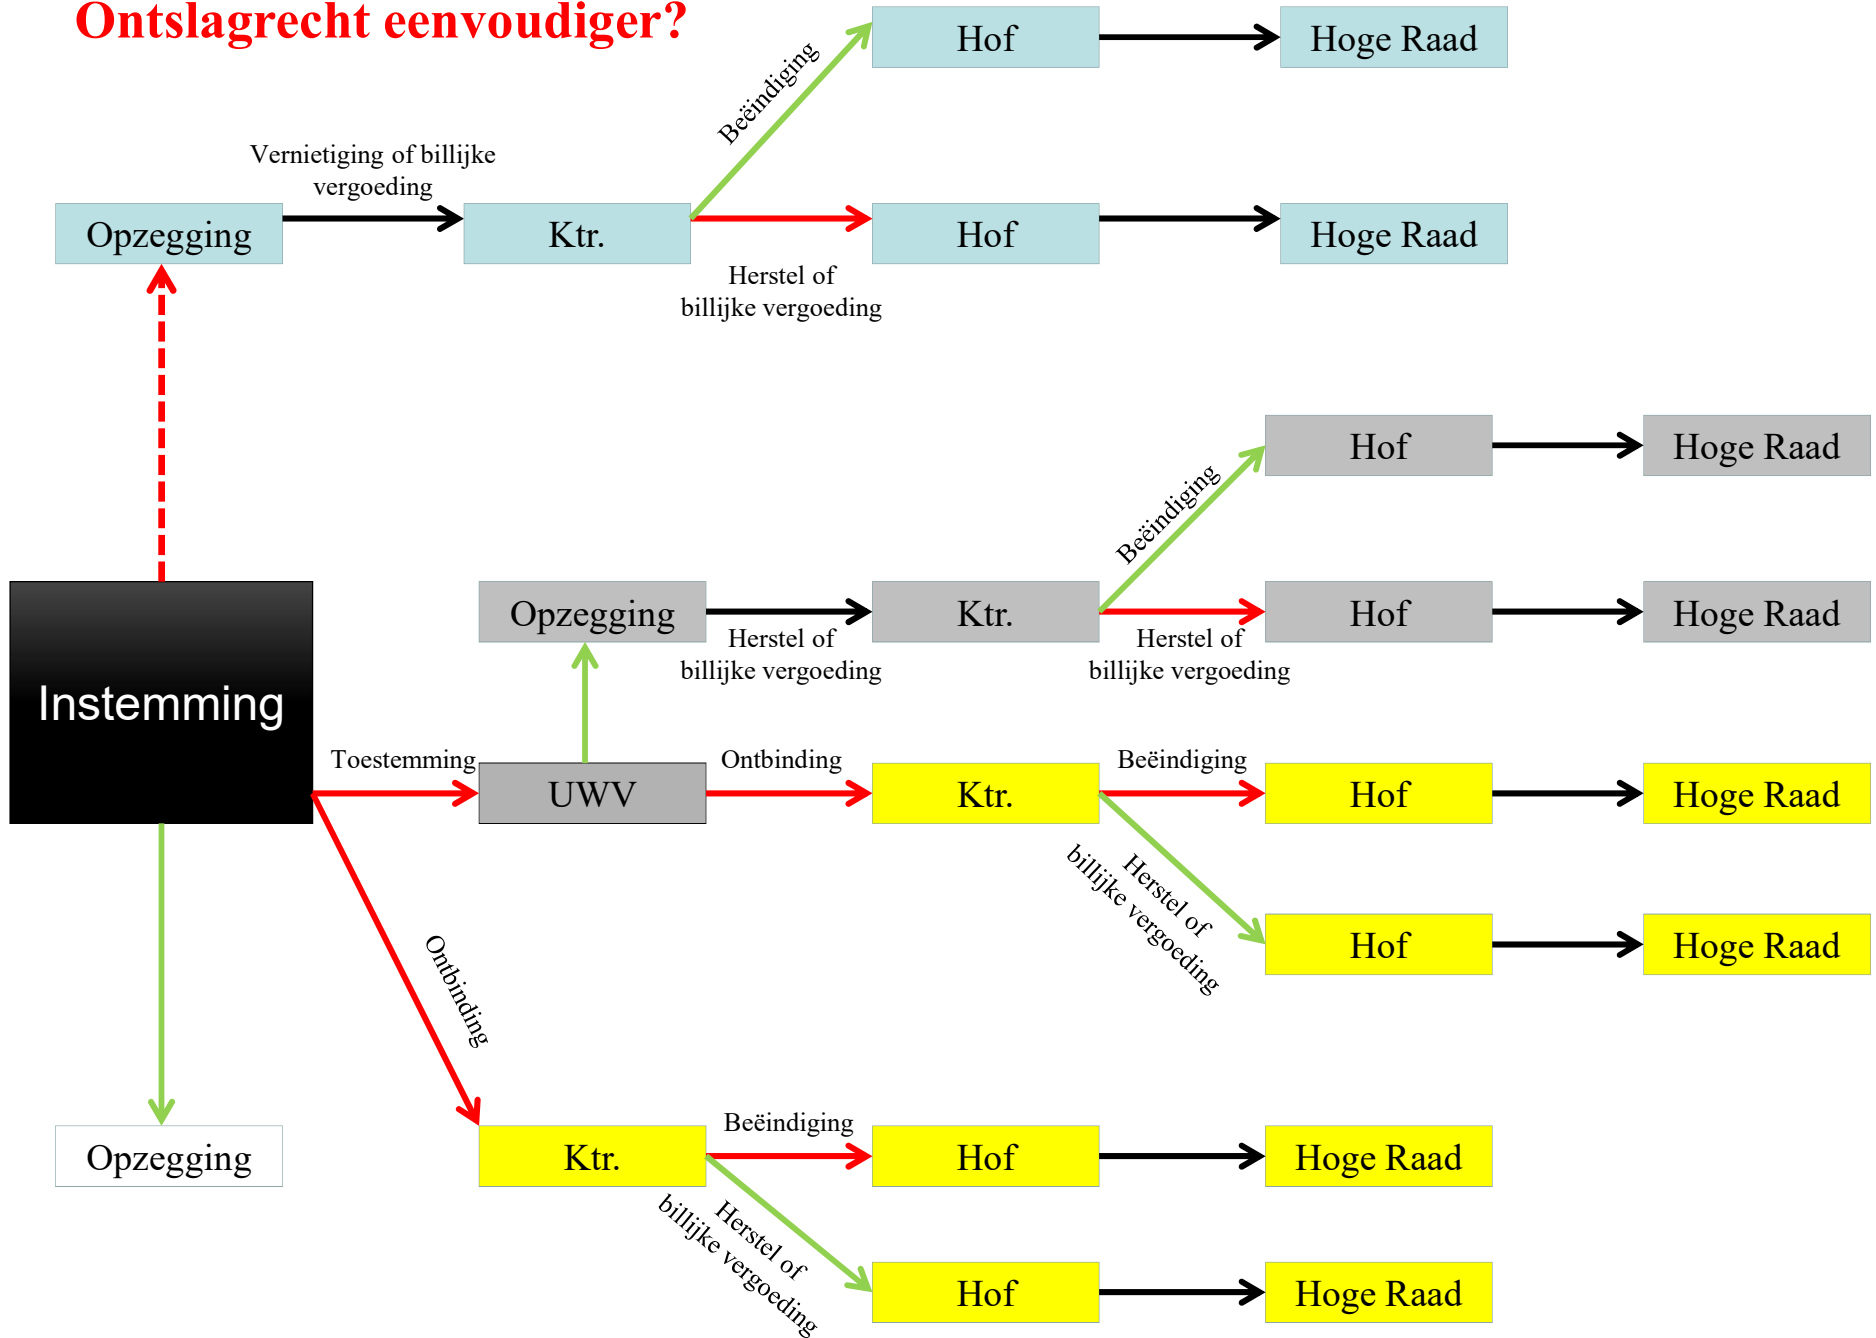 Ontslagrecht eenvoudiger?
Hof
Hoge Raad
Beëindiging
Vernietiging of billijke
vergoeding
Opzegging
Ktr.
Hof
Hoge Raad
Herstel of
billijke vergoeding
Hof
Hoge Raad
Beëindiging
Opzegging
Ktr.
Hof
Hoge Raad
Herstel of
billijke vergoeding
Herstel of
billijke vergoeding
Instemming
Toestemming
UWV
Ontbinding
Ktr.
Beëindiging
Hof
Hoge Raad
Herstel of
billijke vergoeding
Hof
Hoge Raad
Ontbinding
Opzegging
Ktr.
Beëindiging
Hof
Hoge Raad
Herstel of
billijke vergoeding
Hof
Hoge Raad